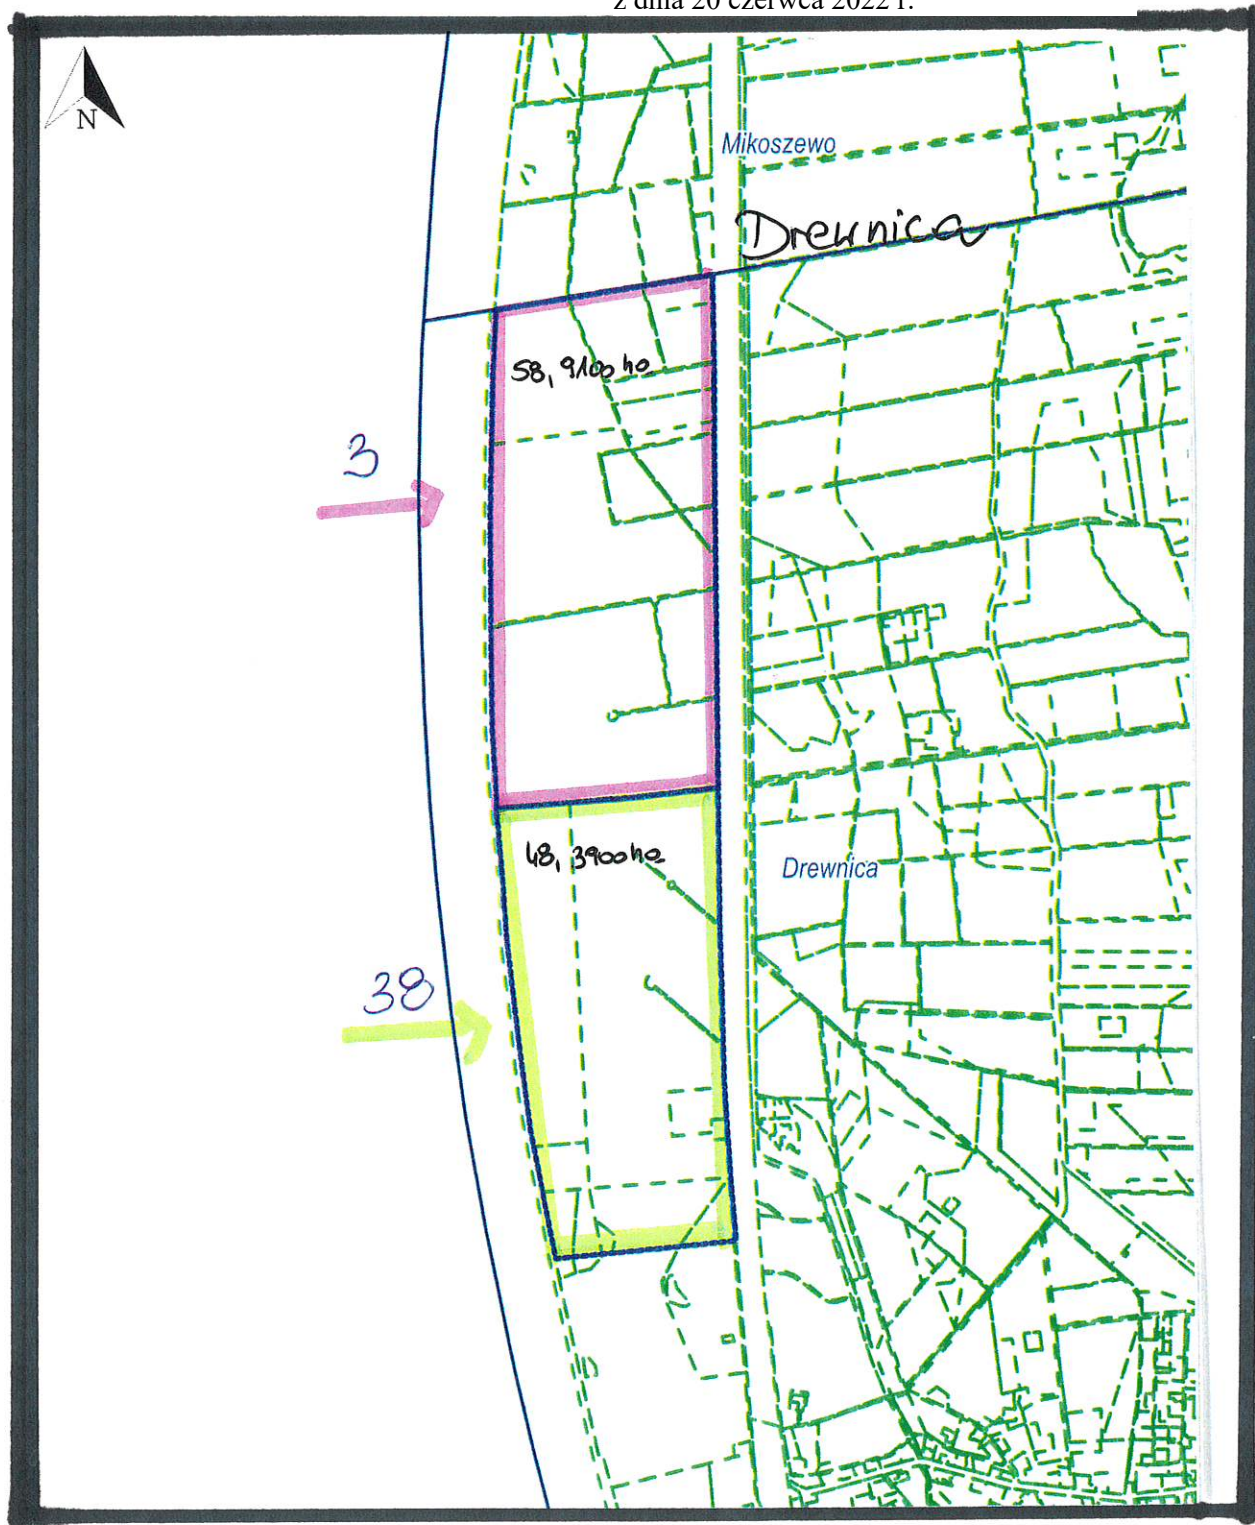 z dnia 20 czerwca 2022 r.
N
Mikoszewo
Drewnica
58,9100 ha
3
48,3900 ha
Drewnica
38